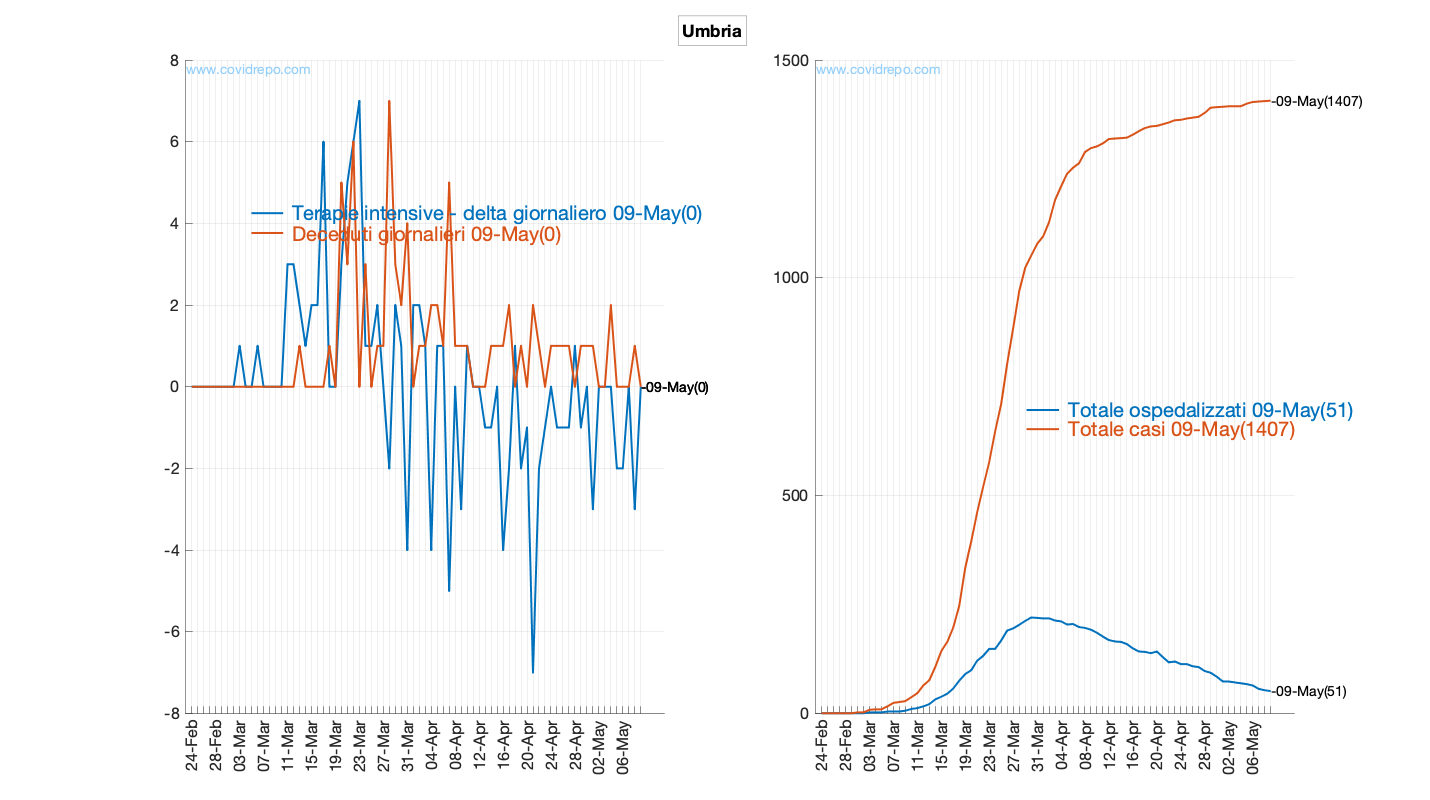 Umbria
www.covidrepo.com
8
6
4
2
0
-2
-4
-6
-8
Terapie intensive - delta giornaliero 09-May(0)
Deceduti giornalieri 09-May(0)
-09-May(0)
24-Feb
28-Feb
03-Mar
07-Mar
11-Mar
15-Mar
19-Mar
23-Mar
27-Mar
31-Mar
04-Apr
08-Apr
12-Apr
16-Apr
20-Apr
24-Apr
28-Apr
02-May
06-May
www.covidrepo.com
1500
1000
500
0
-09-May(1407)
Totale ospedalizzati 09-May(51)
Totale casi 09-May(1407)
-09-May(51)
24-Feb
28-Feb
03-Mar
07-Mar
11-Mar
15-Mar
19-Mar
23-Mar
27-Mar
31-Mar
04-Apr
08-Apr
12-Apr
16-Apr
20-Apr
24-Apr
28-Apr
02-May
06-May